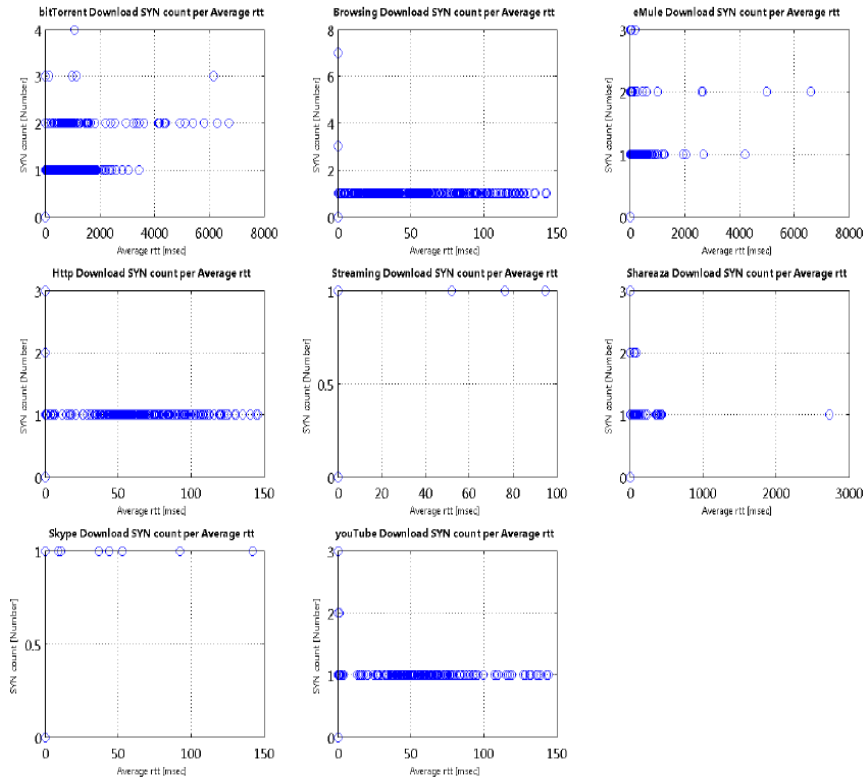 bitTorrent Download SYN count per Average rtt
4
3
2
1
0
SYN count [Number]
0 2000 4000 6000 8000
Average rtt [msec]
Browsing Download SYN count per Average rtt
8
6
4
2
0
SYN count [Number]
0 50 100 150
Average rtt [msec]
eMule Download SYN count per Average rtt
3
2
1
0
SYN count [Number]
0 2000 4000 6000 8000
Average rtt [msec]
Http Download SYN count per Average rtt
3
2
1
0
SYN count [Number]
0 50 100 150
Average rtt [msec]
Streaming Download SYN count per Average rtt
1
0.5
0
SYN count [Number]
0 20 40 60 80 100
Average rtt [msec]
Shareaza Download SYN count per Average rtt
3
2
1
0
SYN count [Number]
0 1000 2000 3000
Average rtt [msec]
Skype Download SYN count per Average rtt
1
0.5
0
SYN count [Number]
0 50 100 150
Average rtt [msec]
youTube Download SYN count per Average rtt
3
2
1
0
SYN count [Number]
0 50 100 150
Average rtt [msec]